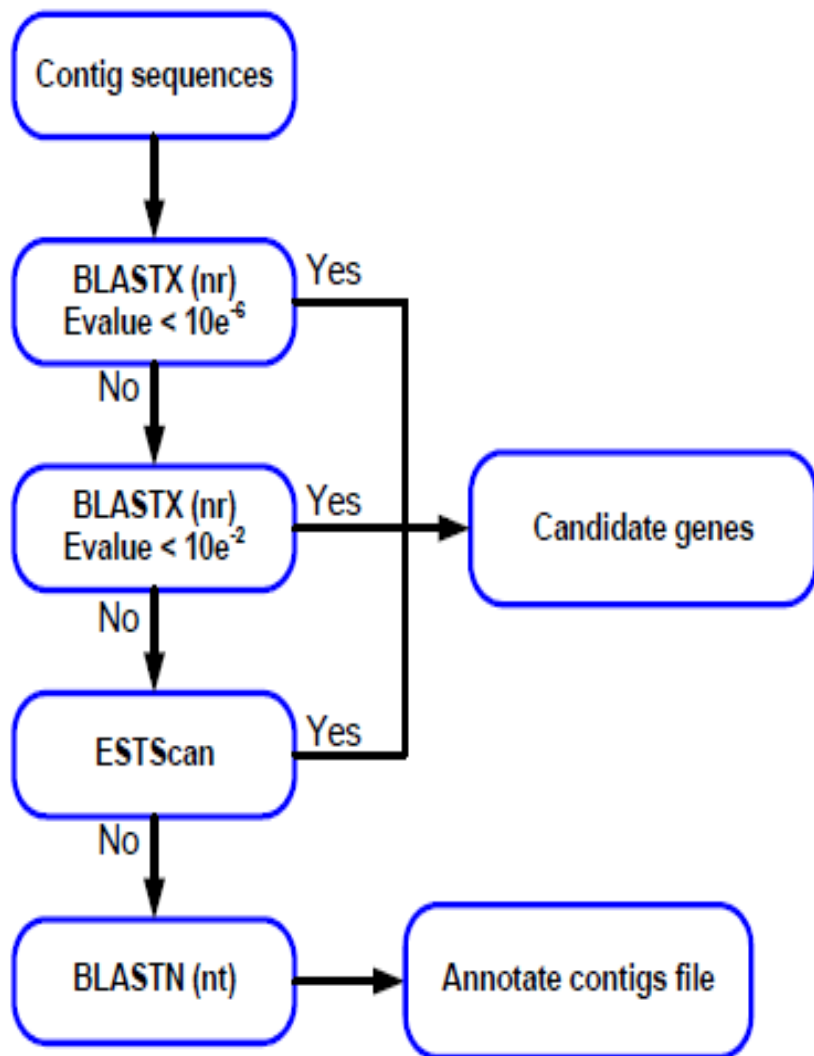 Contig sequences
BLASTX (nr)
Evalue < 10e⁻⁶
Yes
No
BLASTX (nr)
Evalue < 10e⁻²
Yes
Candidate genes
No
ESTScan
Yes
No
BLASTN (nt)
Annotate contigs file